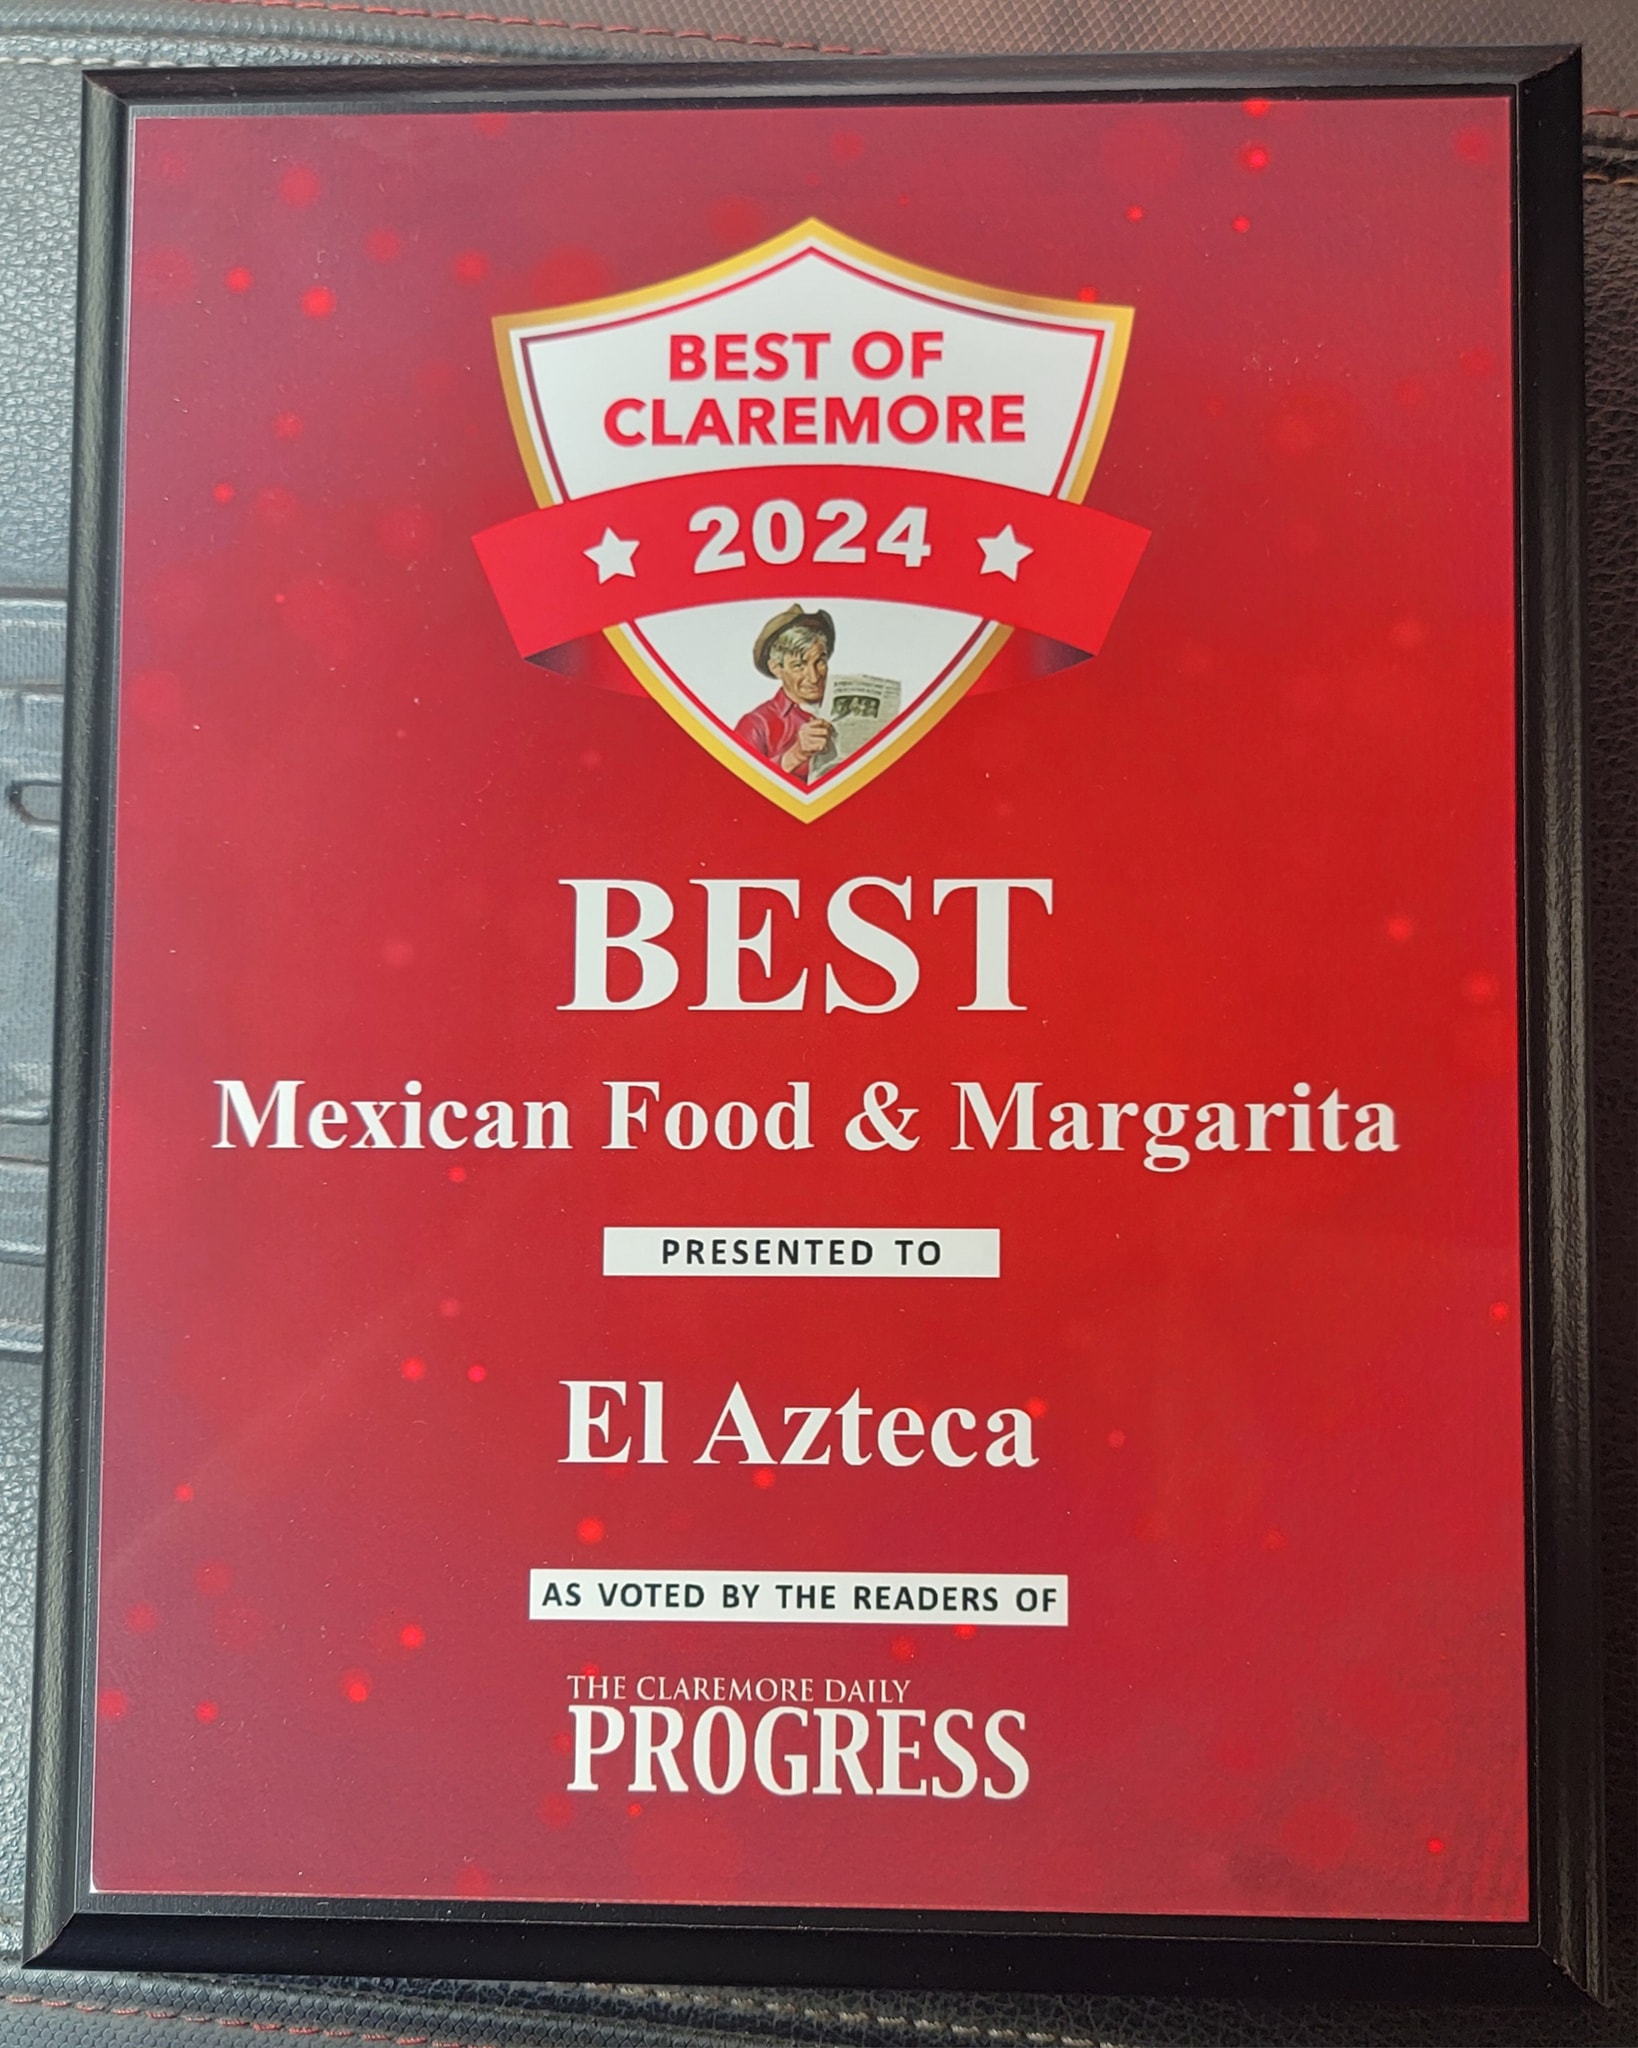 BEST OF
CLAREMORE
2024
BEST
Mexican Food & Margarita
PRESENTED TO
El Azteca
AS VOTED BY THE READERS OF
THE CLAREMORE DAILY
PROGRESS